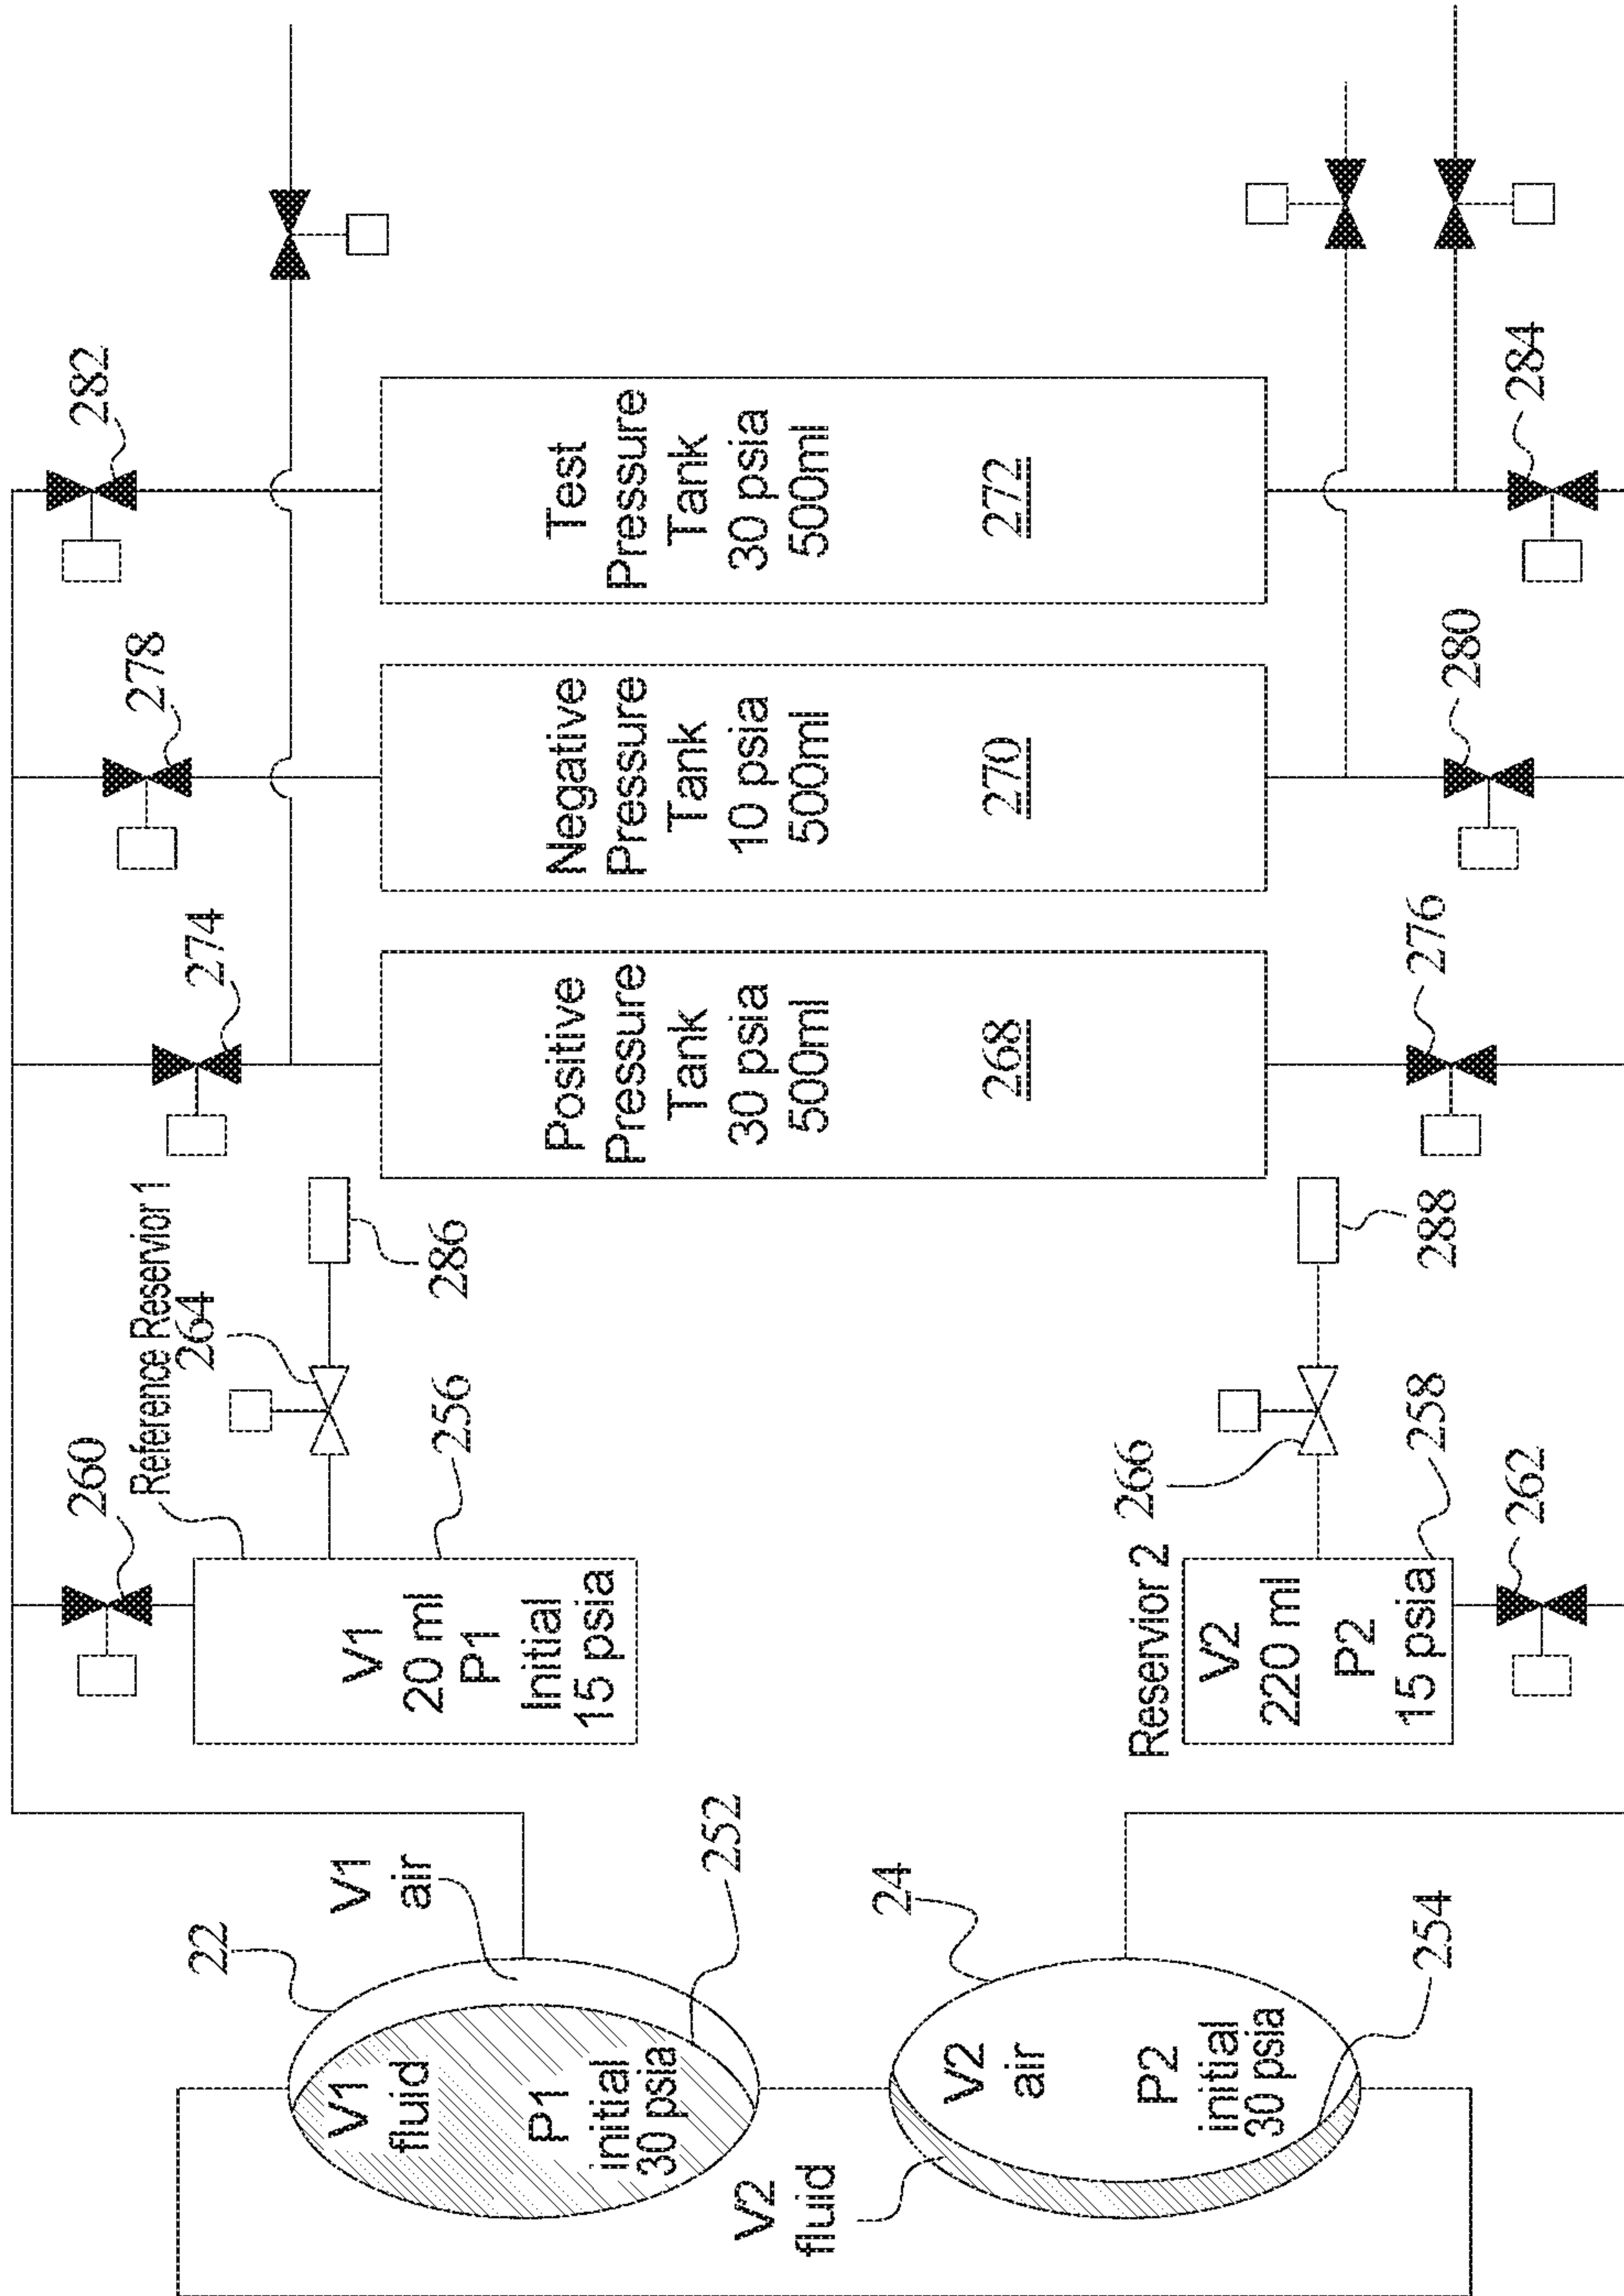 282
278
274
Reference Reservior 1
264
260
286
256
V1
20 ml
P1
Initial
15 psia
Test
Pressure
Tank
30 psia
500ml
272
Negative
Pressure
Tank
10 psia
500ml
270
Positive
Pressure
Tank
30 psia
500ml
268
284
280
276
288
266
258
262
Reservior 2
V2
220 ml
P2
15 psia
V1
air
22
252
V1
fluid
P1
initial
30 psia
24
254
V2
air
P2
initial
30 psia
V2
fluid